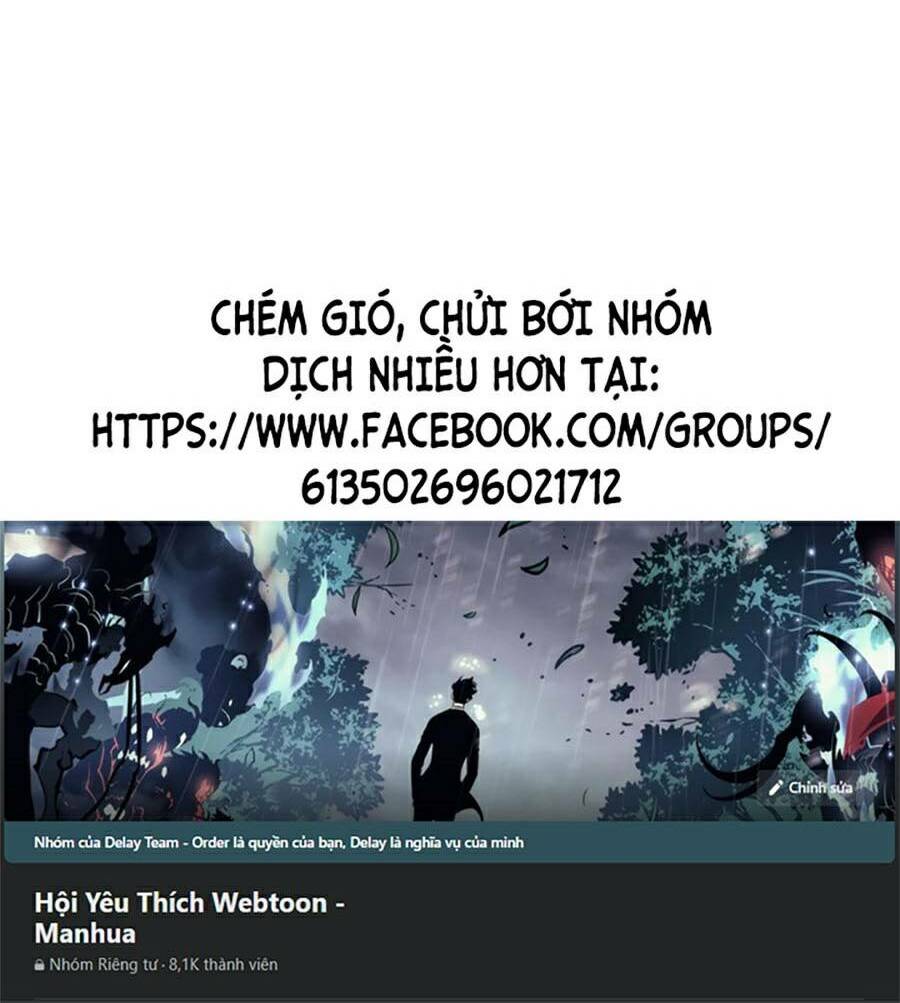 CHÉM GIÓ, CHỬI BỚI NHÓM
DỊCH NHIỀU HƠN TẠI:
HTTPS://WWW.FACEBOOK.COM/GROUPS/
613502696021712
Chỉnh sửa
Nhóm của Delay Team - Order là quyền của bạn, Delay là nghĩa vụ của mình
Hội Yêu Thích Webtoon -
Manhua
Nhóm Riêng tư · 8,1K thành viên